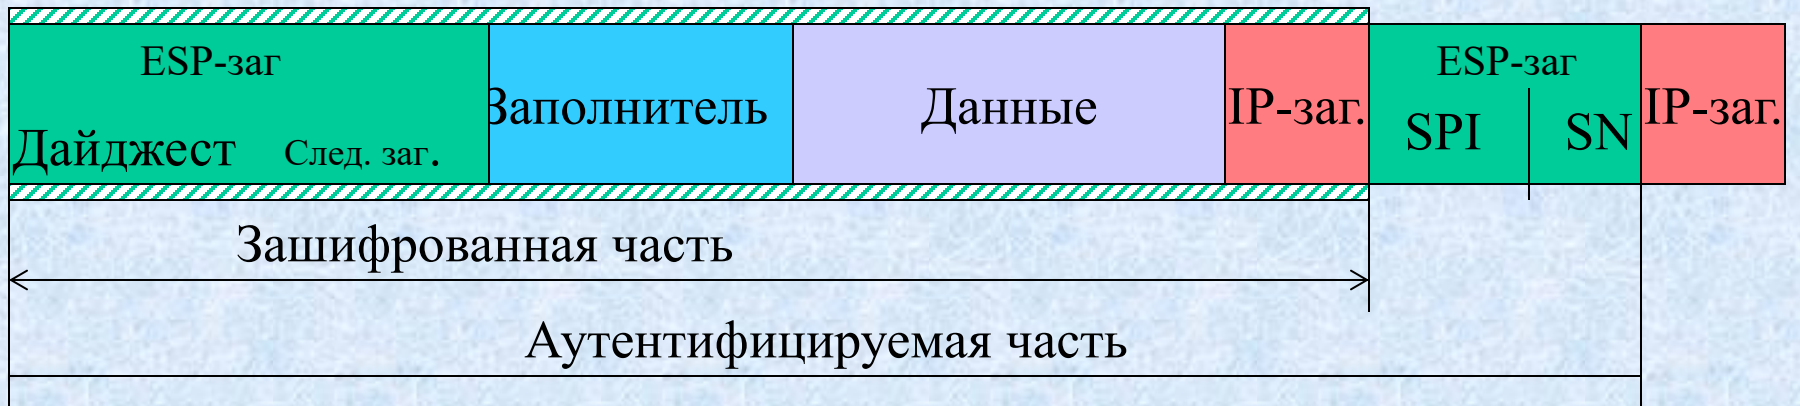 ESP-заг
Дайджест След. заг.
Заполнитель
Данные
IP-заг.
ESP-заг
SPI SN
IP-заг.
Зашифрованная часть
Аутентифицируемая часть